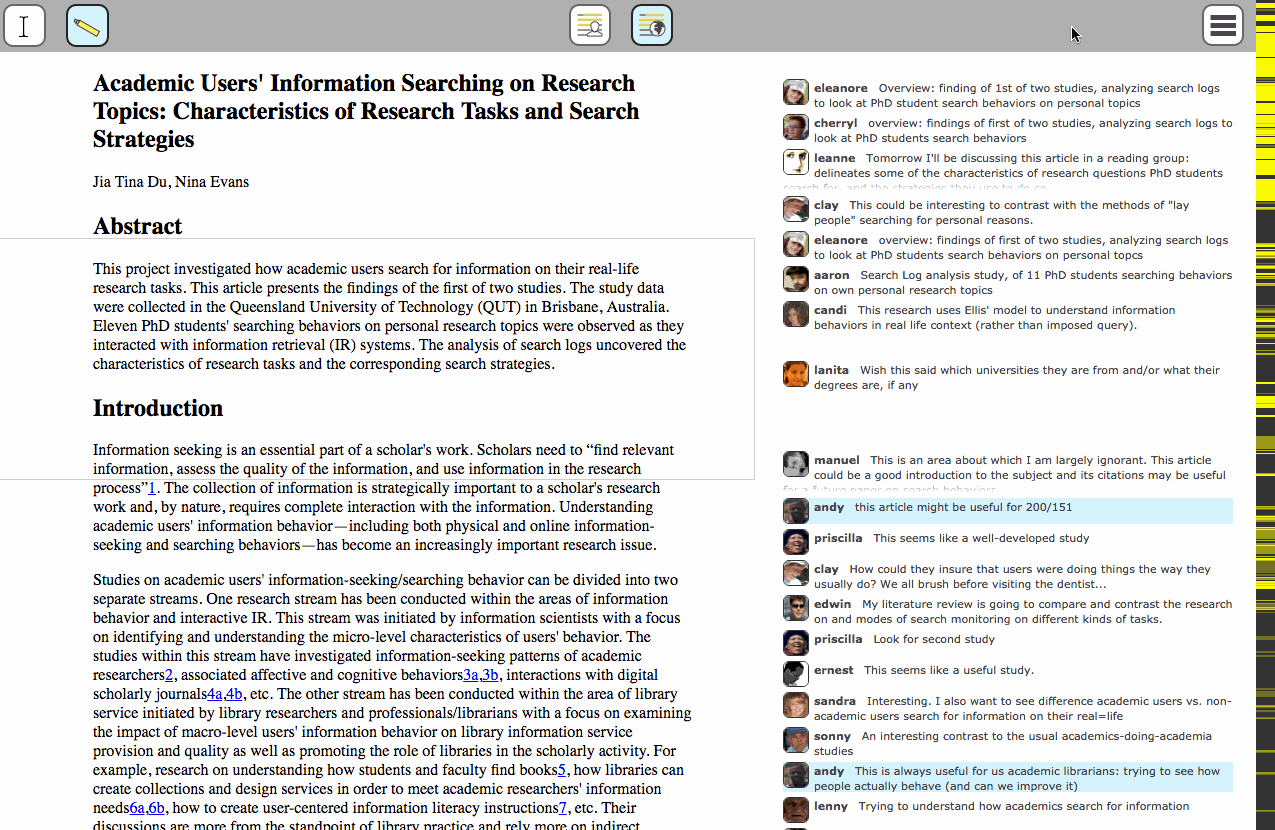 Academic Users' Information Searching on Research
Topics: Characteristics of Research Tasks and Search
Strategies
Jia Tina Du, Nina Evans
Abstract
This project investigated how academic users search for information on their real-life
research tasks. This article presents the findings of the first of two studies. The study data
were collected in the Queensland University of Technology (QUT) in Brisbane, Australia.
Eleven PhD students' searching behaviors on personal research topics were observed as they
interacted with information retrieval (IR) systems. The analysis of search logs uncovered the
characteristics of research tasks and the corresponding search strategies.
Introduction
Information seeking is an essential part of a scholar's work. Scholars need to “find relevant
information, assess the quality of the information, and use information in the research
process”1. The collection of information is strategically important to a scholar's research
work and, by nature, requires complete interaction with the information. Understanding
academic users' information behavior—including both physical and online information-
seeking and searching behaviors—has become an increasingly important research issue.
Studies on academic users' information-seeking/searching behavior can be divided into two
separate streams. One research stream has been conducted within the areas of information
behavior and interactive IR. This stream was initiated by information scientists with a focus
on identifying and understanding the micro-level characteristics of users' behavior. The
studies within this stream have investigated information-seeking patterns of academic
researchers2, associated affective and cognitive behaviors3a,3b, interactions with digital
scholarly journals4a,4b, etc. The other stream has been conducted within the area of library
service initiated by library researchers and professionals/librarians with a focus on examining
the impact of macro-level users' information behavior on library information service
provision and quality as well as promoting the role of libraries in the scholarly activity. For
example, research on understanding how students and faculty find books5, how libraries can
create collections and design services in order to meet academic researchers' information
needs6a,6b, how to create user-centered information literacy instructions7, etc. Their
discussions are more from the standpoint of library practice and rely more on indirect
eleanore Overview: finding of 1st of two studies, analyzing search logs
to look at PhD student search behaviors on personal topics
cherryl overview: findings of first of two studies, analyzing search logs to
look at PhD students search behaviors
leanne Tomorrow I'll be discussing this article in a reading group:
delineates some of the characteristics of research questions PhD students
search for, and the strategies they use to do so
clay This could be interesting to contrast with the methods of "lay
people" searching for personal reasons.
eleanore overview: findings of first of two studies, analyzing search logs
to look at PhD students search behaviors on personal topcs
aaron Search Log analysis study, of 11 PhD students searching behaviors
on own personal research topics
candi This research uses Ellis' model to understand information
behaviors in real life context (rather than imposed query).
lanita Wish this said which universities they are from and/or what their
degrees are, if any
manuel This is an area about which I am largely ignorant. This article
could be a good introduction to the subject and its citations may be useful
for a future paper on search behaviors
andy this article might be useful for 200/151
priscilla This seems like a well-developed study
clay How could they insure that users were doing things the way they
usually do? We all brush before visiting the dentist...
edwin My literature review is going to compare and contrast the research
on and modes of search monitoring on different kinds of tasks.
priscilla Look for second study
ernest This seems like a useful study.
sandra Interesting. I also want to see difference academic users vs. non-
academic users search for information on their real=life
sonny An interesting contrast to the usual academics-doing-academia
studies
andy This is always useful for us academic librarians: trying to see how
people actually behave (and can we improve it)
lenny Trying to understand how academics search for information